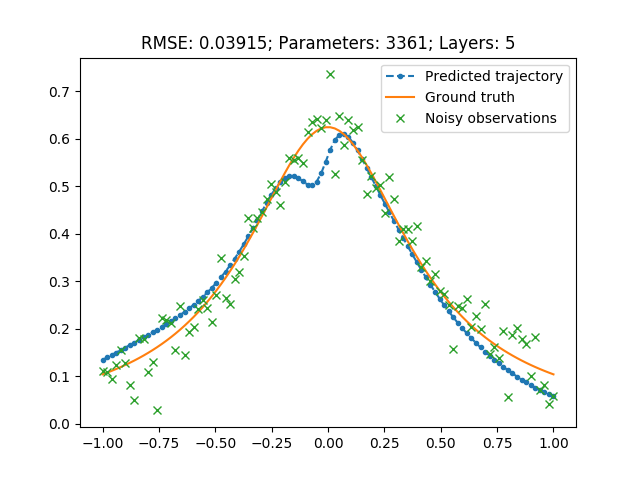 RMSE: 0.03915; Parameters: 3361; Layers: 5
Predicted trajectory
Ground truth
Noisy observations
0.7
0.6
0.5
0.4
0.3
0.2
0.1
0.0
−1.00 −0.75 −0.50 −0.25 0.00 0.25 0.50 0.75 1.00